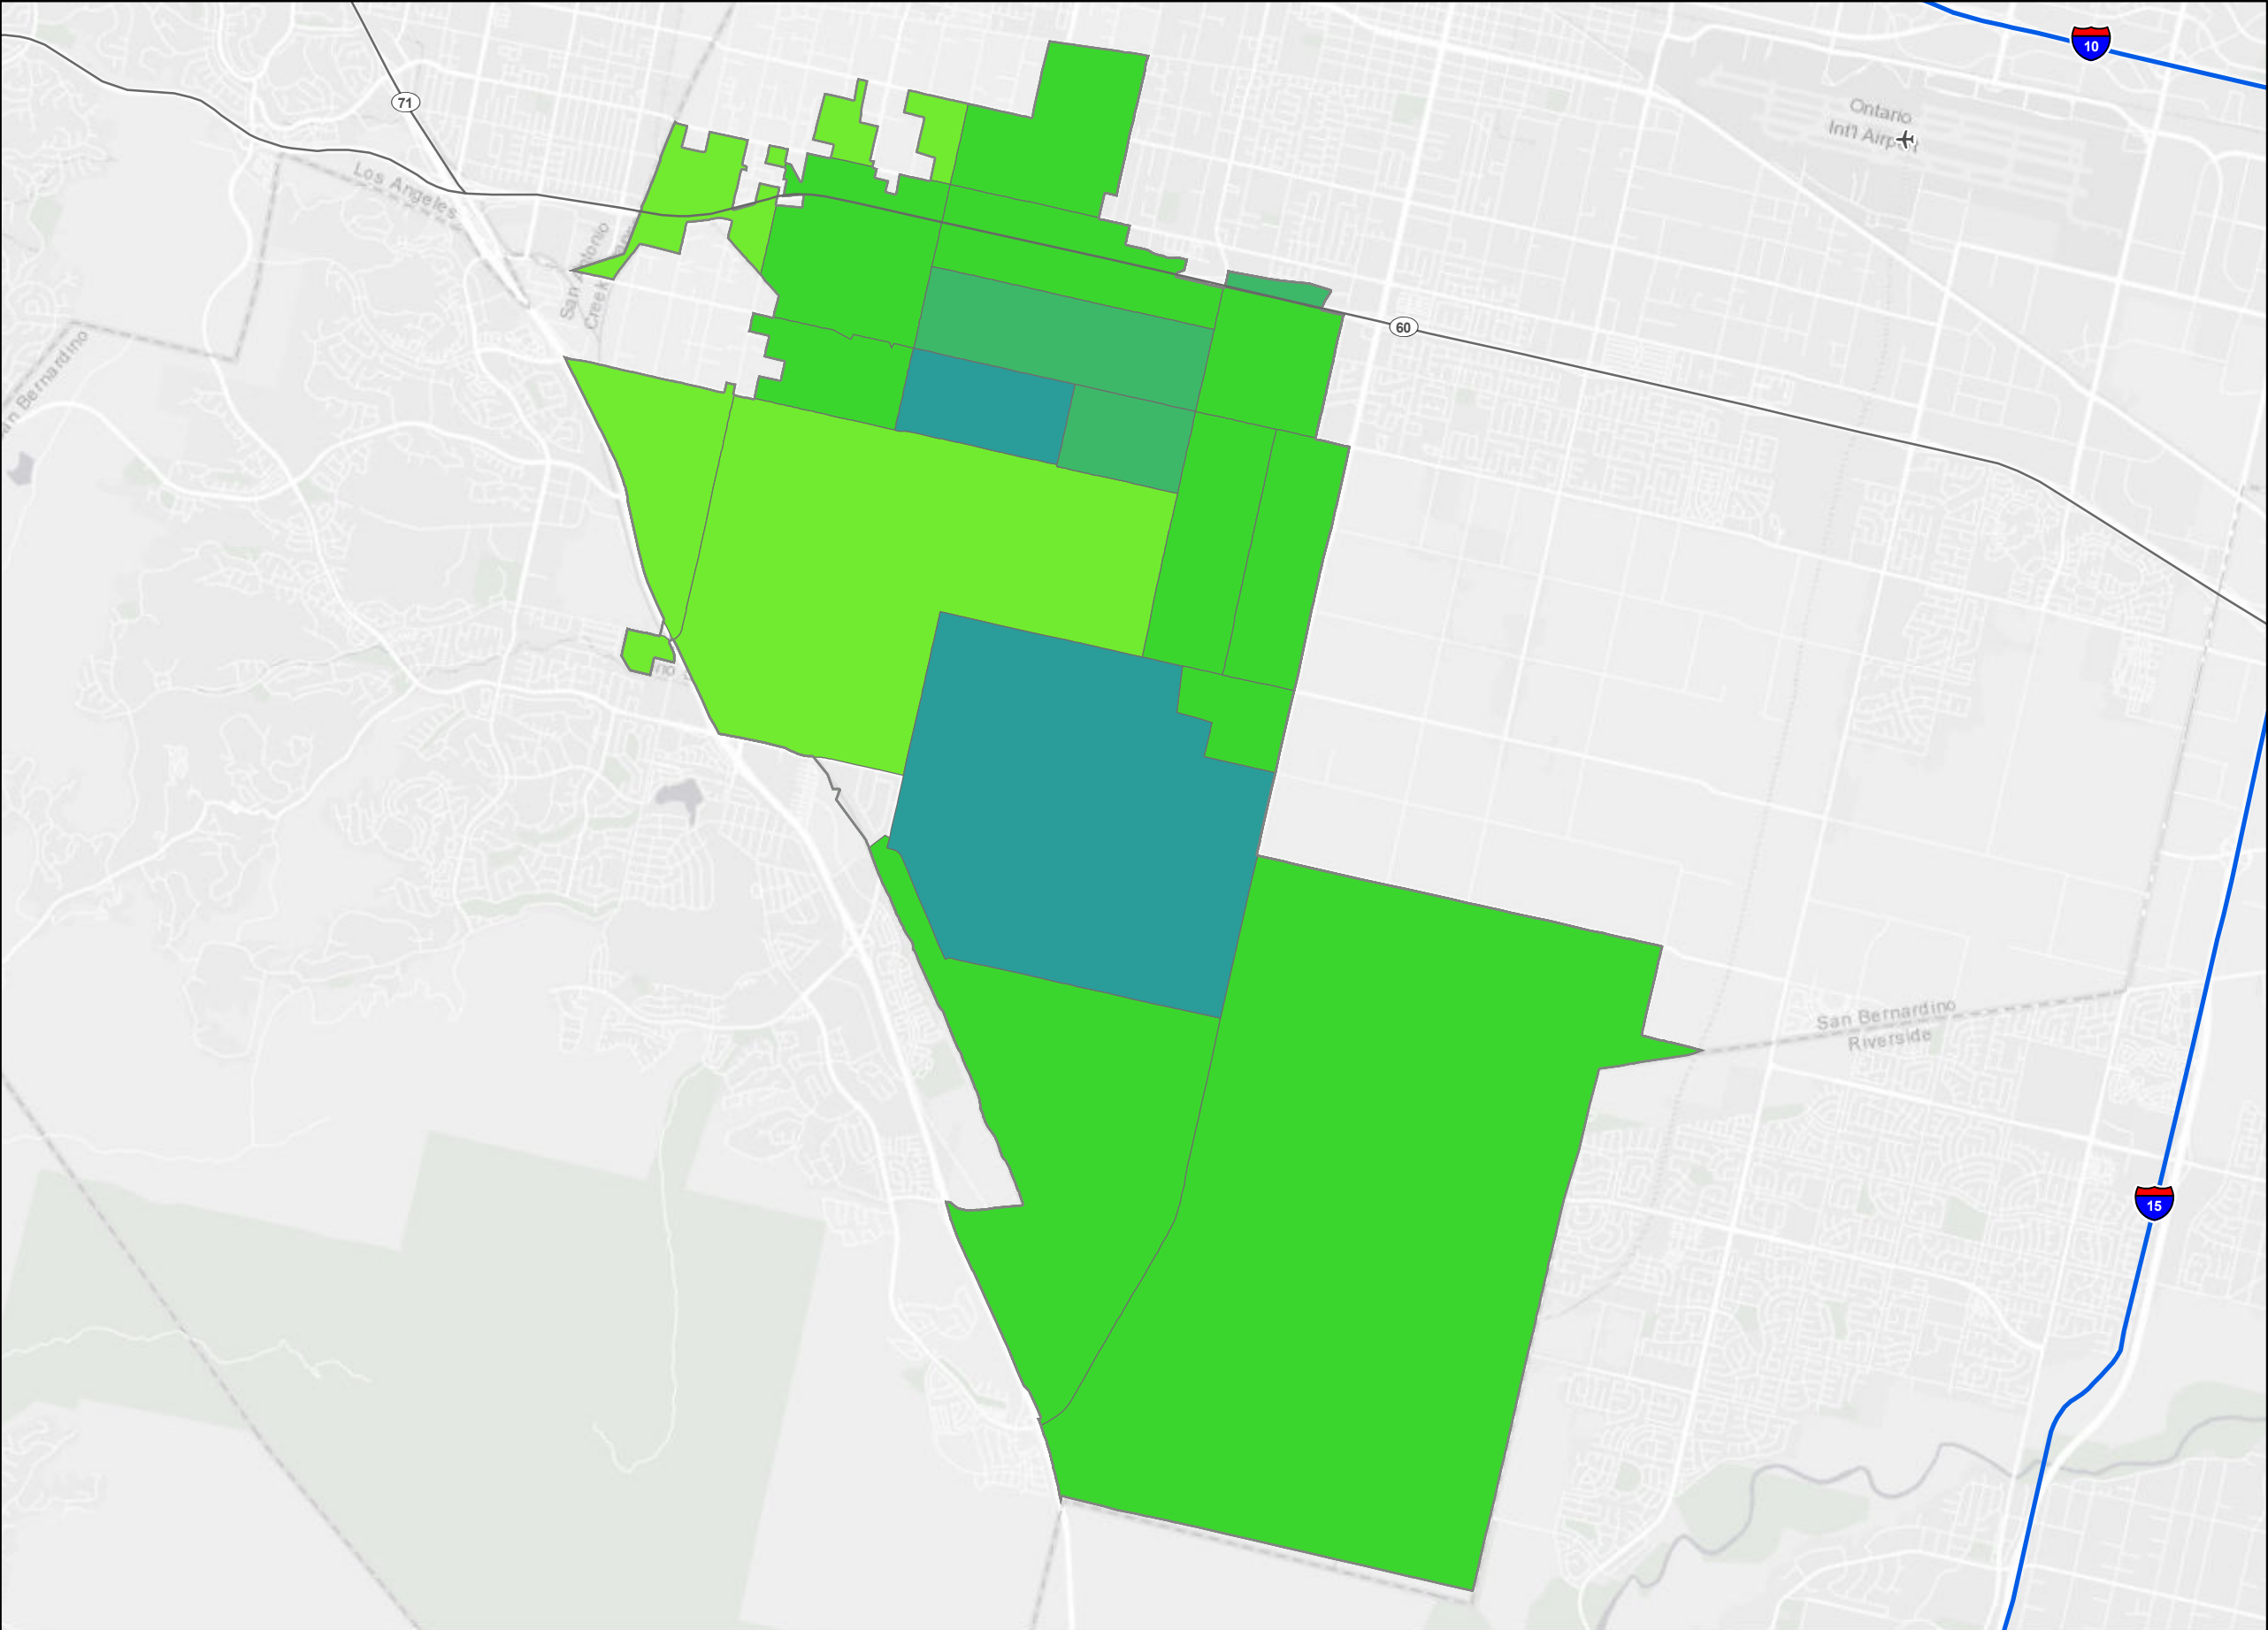 10
71
Ontario
Int'l Airport
Los Angeles
San Antonio
Creek
San Bernardino
60
San Bernardino
Riverside
15